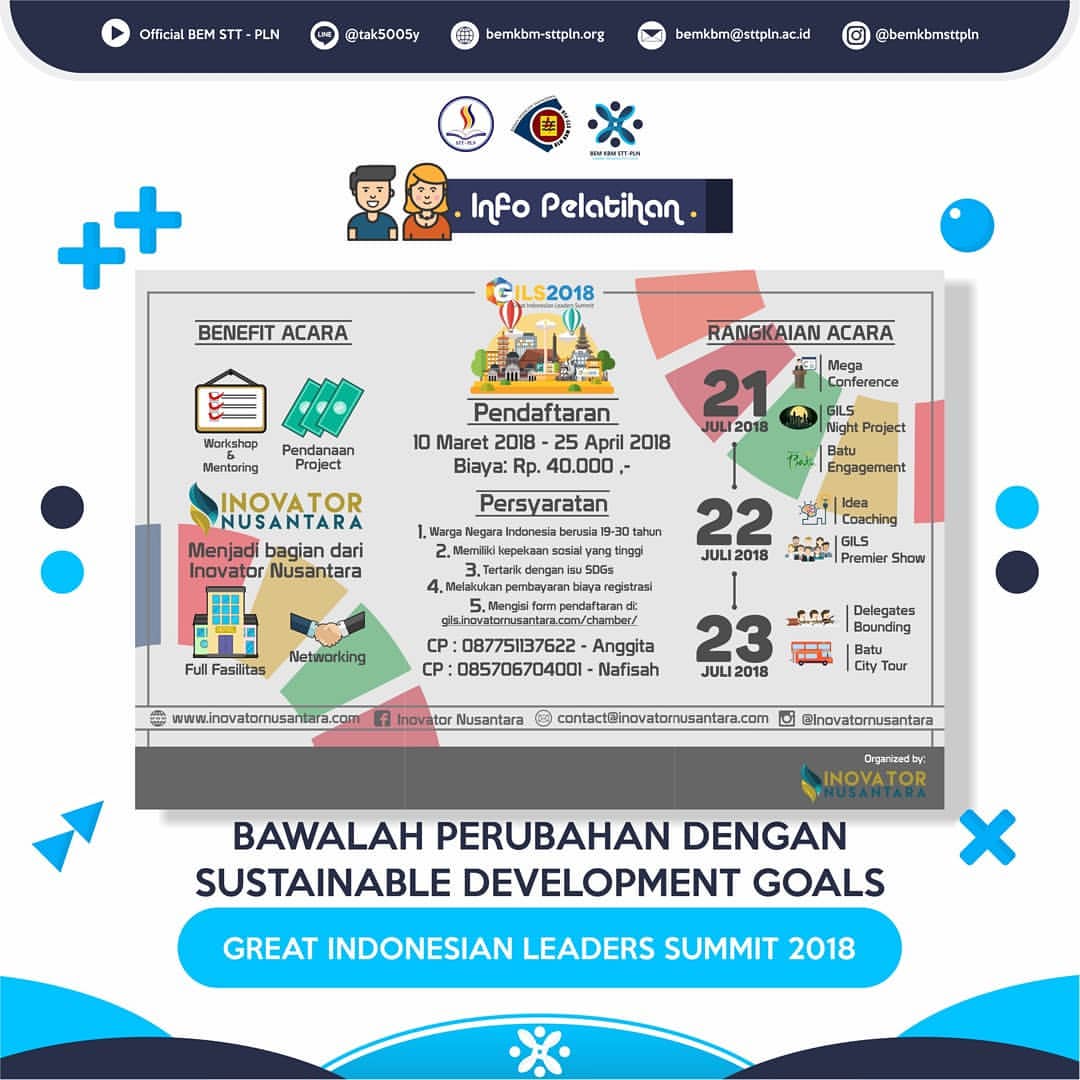 Official BEM STT - PLN
LINE
@tak5005y
bemkbm-sttpln.org
bemkbm@sttpln.ac.id
@bemkbmsttpln
STT - PLN
BEM KBM STT-PLN
. Info Pelatihan .
GILS2018
Great Indonesian Leaders Summit
BENEFIT ACARA
Workshop
&
Mentoring
Pendanaan
Project
INOVATOR
NUSANTARA
Menjadi bagian dari
Inovator Nusantara
Full Fasilitas
Networking
Pendaftaran
10 Maret 2018 - 25 April 2018
Biaya: Rp. 40.000 ,-
Persyaratan
1. Warga Negara Indonesia berusia 19-30 tahun
2. Memiliki kepekaan sosial yang tinggi
3. Tertarik dengan isu SDGs
4. Melakukan pembayaran biaya registrasi
5. Mengisi form pendaftaran di:
gils.inovatornusantara.com/chamber/
CP : 087751137622 - Anggita
CP : 085706704001 - Nafisah
RANGKAIAN ACARA
21
JULI 2018
Mega
Conference
GILS
Night Project
Batu
Engagement
22
JULI 2018
Idea
Coaching
GILS
Premier Show
23
JULI 2018
Delegates
Bounding
Batu
City Tour
www.inovatornusantara.com
Inovator Nusantara
contact@inovatornusantara.com
@Inovatornusantara
Organized by:
INOVATOR
NUSANTARA
BAWALAH PERUBAHAN DENGAN
SUSTAINABLE DEVELOPMENT GOALS
GREAT INDONESIAN LEADERS SUMMIT 2018